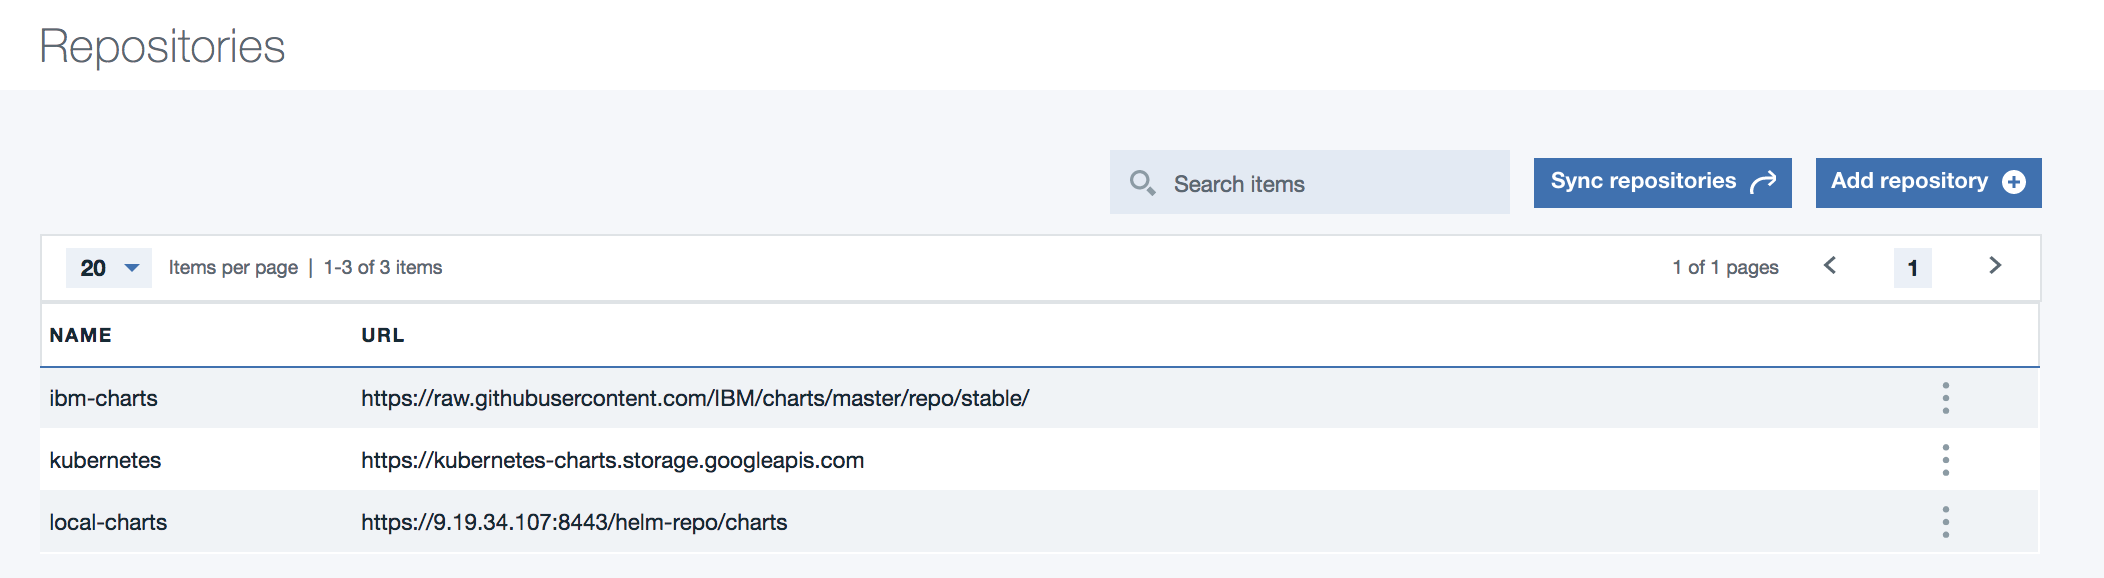 Repositories
Search items
Sync repositories
Add repository
20 Items per page | 1-3 of 3 items
1 of 1 pages 1
NAME URL
ibm-charts https://raw.githubusercontent.com/IBM/charts/master/repo/stable/
kubernetes https://kubernetes-charts.storage.googleapis.com
local-charts https://9.19.34.107:8443/helm-repo/charts